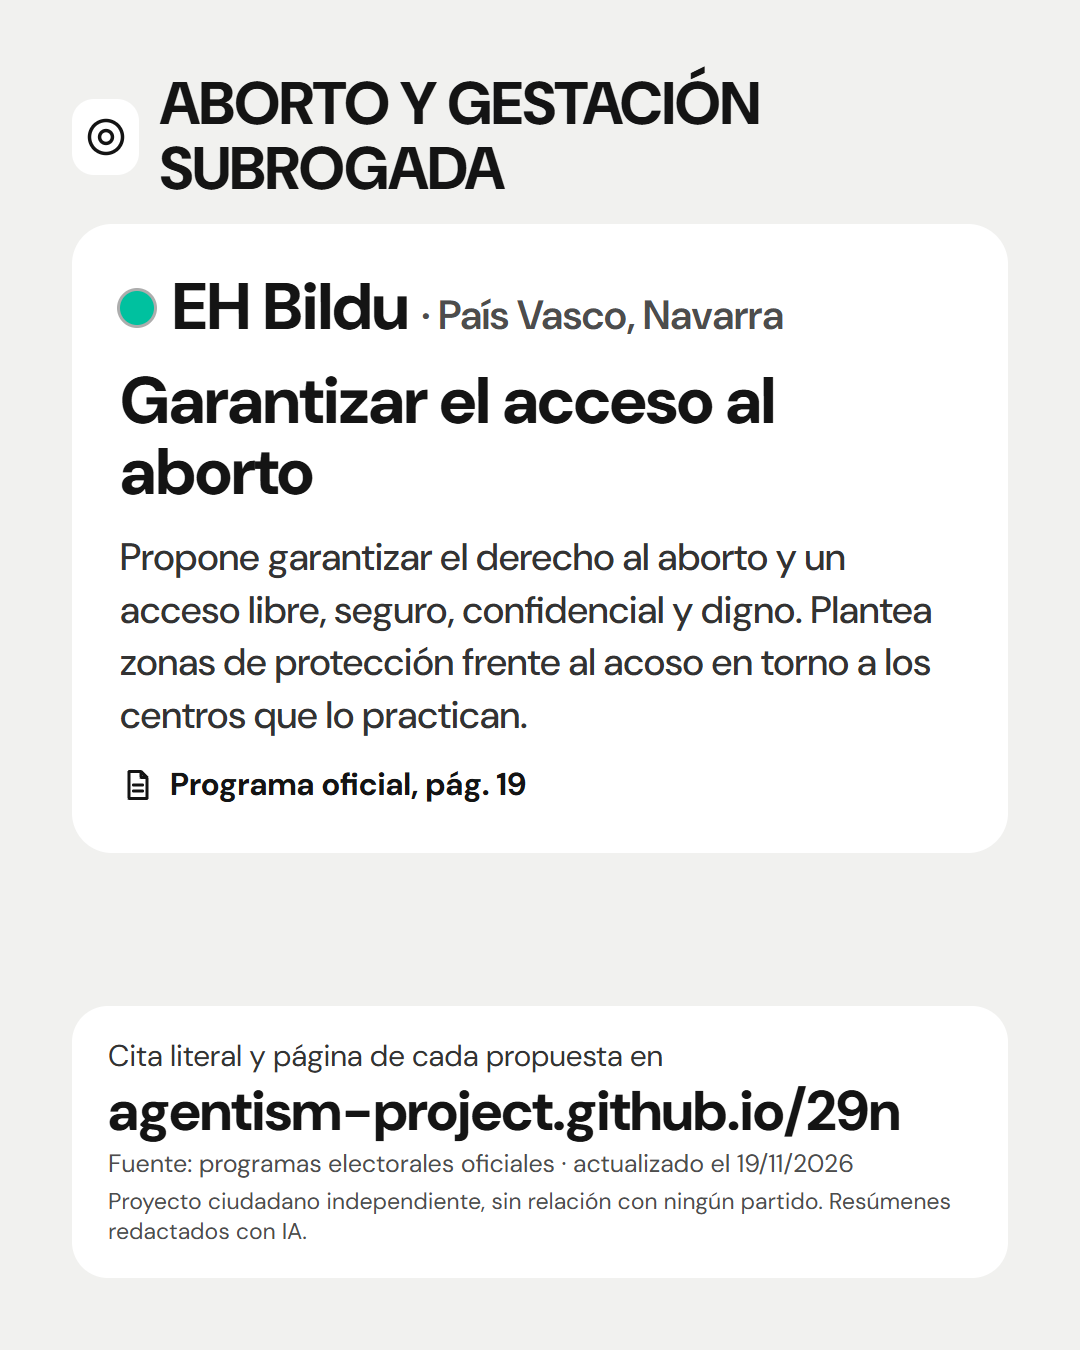 ABORTO Y GESTACIÓN
SUBROGADA
EH Bildu · País Vasco, Navarra
Garantizar el acceso al
aborto
Propone garantizar el derecho al aborto y un
acceso libre, seguro, confidencial y digno. Plantea
zonas de protección frente al acoso en torno a los
centros que lo practican.
Programa oficial, pág. 19
Cita literal y página de cada propuesta en
agentism-project.github.io/29n
Fuente: programas electorales oficiales · actualizado el 19/11/2026
Proyecto ciudadano independiente, sin relación con ningún partido. Resúmenes
redactados con IA.